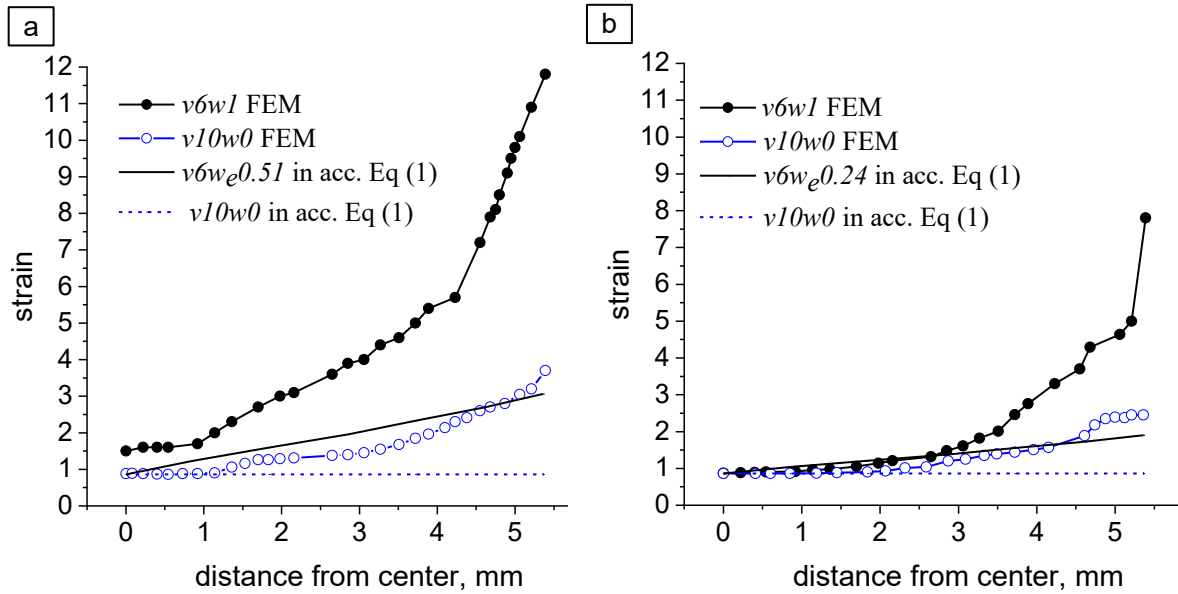 a
12
11
10
9
8
7
6
5
4
3
2
1
0
strain
v6w1 FEM
v10w0 FEM
v6we0.51 in acc. Eq (1)
v10w0 in acc. Eq (1)
0 1 2 3 4 5
distance from center, mm
b
12
11
10
9
8
7
6
5
4
3
2
1
0
strain
v6w1 FEM
v10w0 FEM
v6we0.24 in acc. Eq (1)
v10w0 in acc. Eq (1)
0 1 2 3 4 5
distance from center, mm